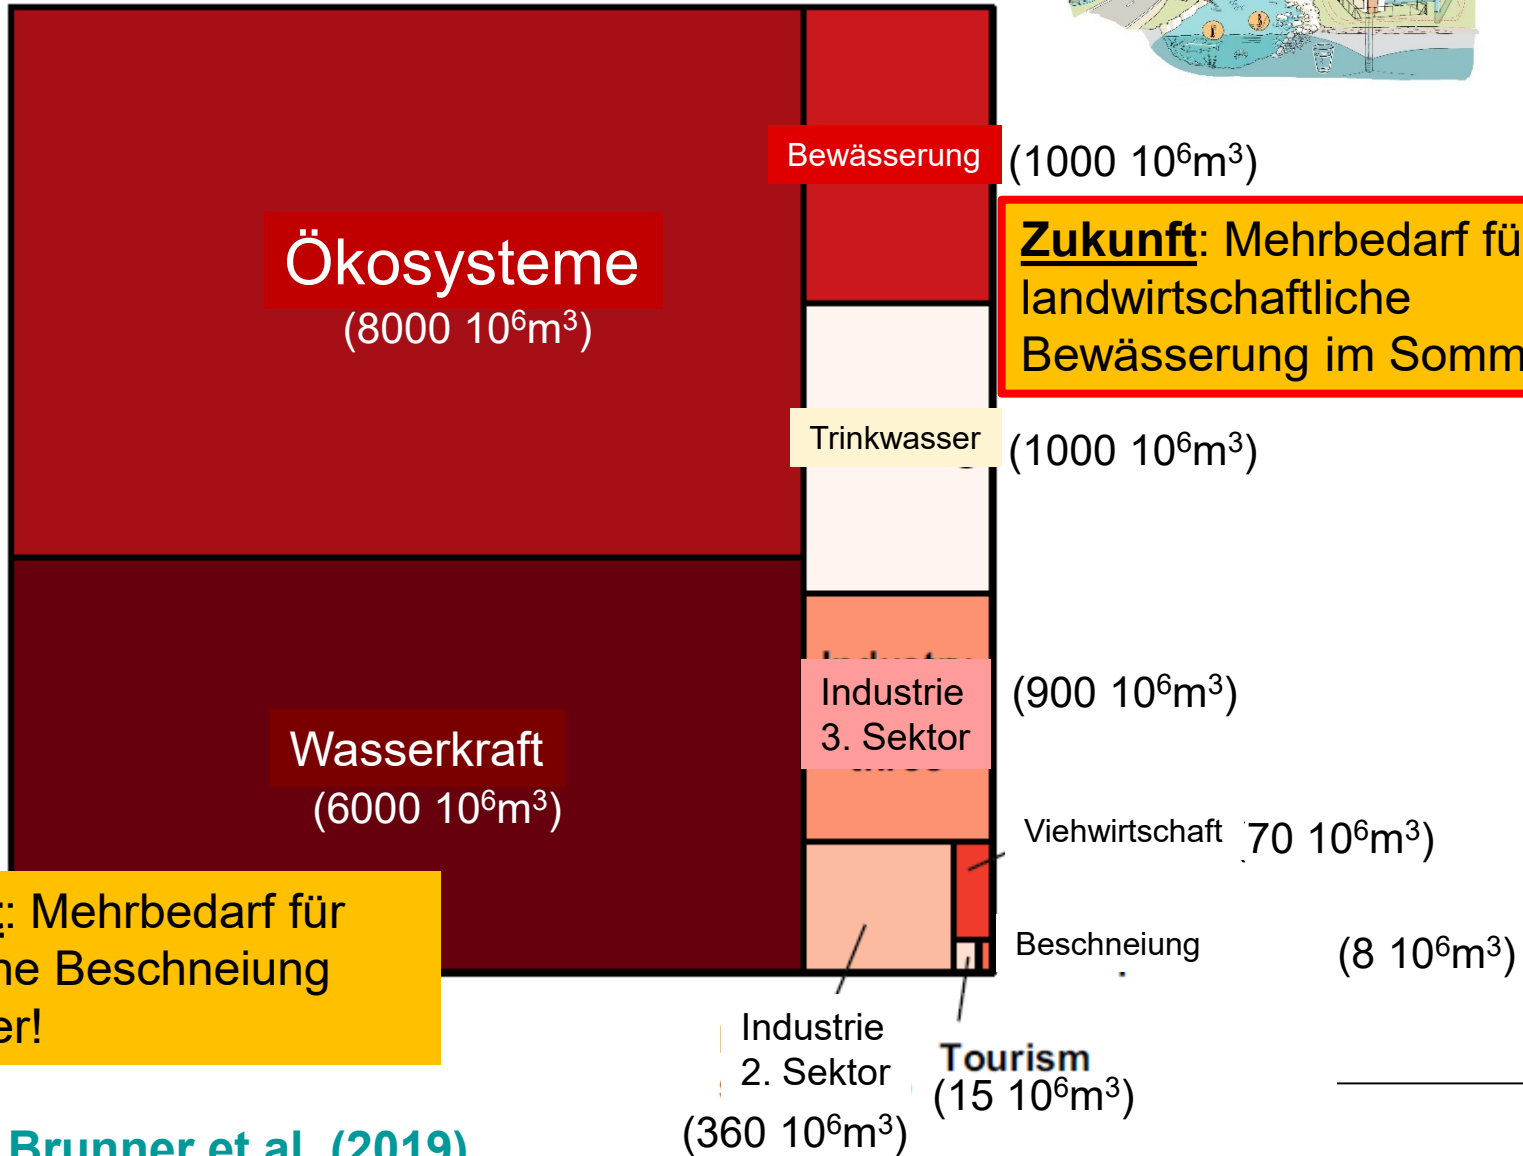 Bewässerung (1000 10⁶m³)
Zukunft: Mehrbedarf fü
landwirtschaftliche
Bewässerung im Somm
Ökosysteme
(8000 10⁶m³)
Trinkwasser (1000 10⁶m³)
Industrie
3. Sektor
(900 10⁶m³)
Wasserkraft
(6000 10⁶m³)
Viehwirtschaft 70 10⁶m³)
: Mehrbedarf für
ne Beschneiung
er!
Beschneiung (8 10⁶m³)
Industrie
2. Sektor
(360 10⁶m³)
Tourism
(15 10⁶m³)
Brunner et al. (2019)